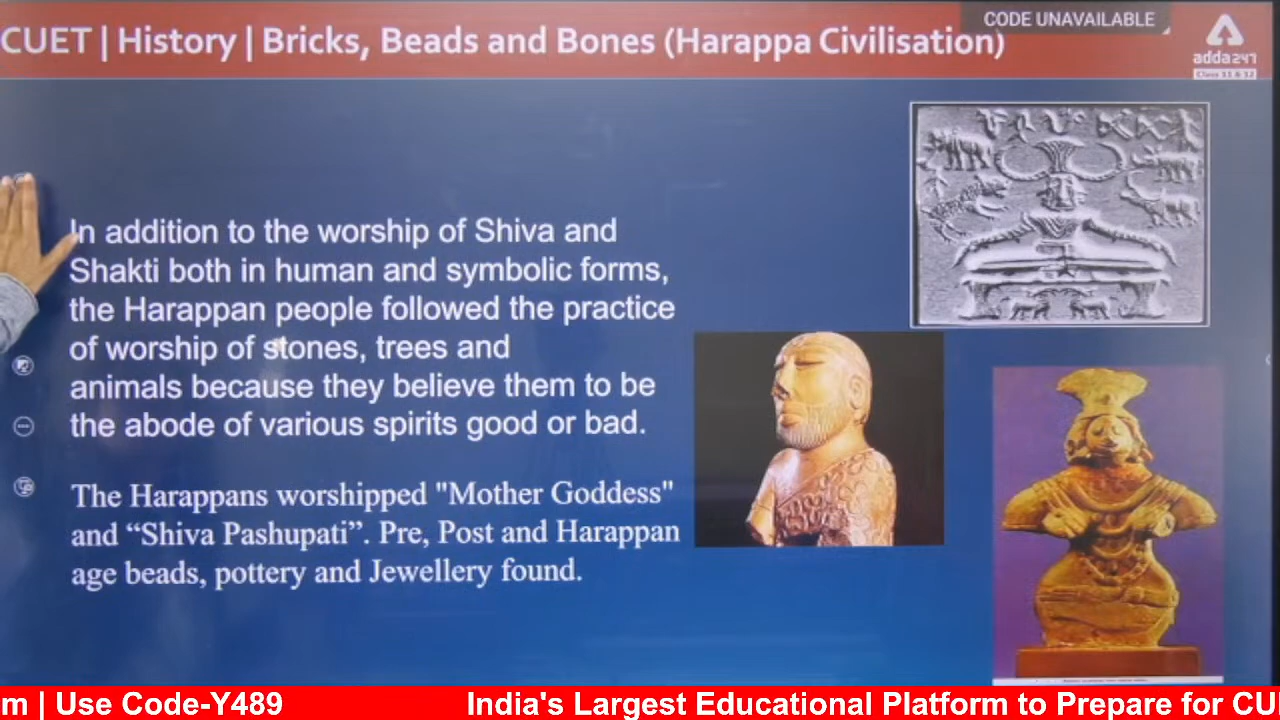 CODE UNAVAILABLE
CUET | History | Bricks, Beads and Bones (Harappa Civilisation)
adda247
Class 11 & 12
In addition to the worship of Shiva and
Shakti both in human and symbolic forms,
the Harappan people followed the practice
of worship of stones, trees and
animals because they believe them to be
the abode of various spirits good or bad.
The Harappans worshipped "Mother Goddess"
and “Shiva Pashupati”. Pre, Post and Harappan
age beads, pottery and Jewellery found.
m | Use Code-Y489
India's Largest Educational Platform to Prepare for CU